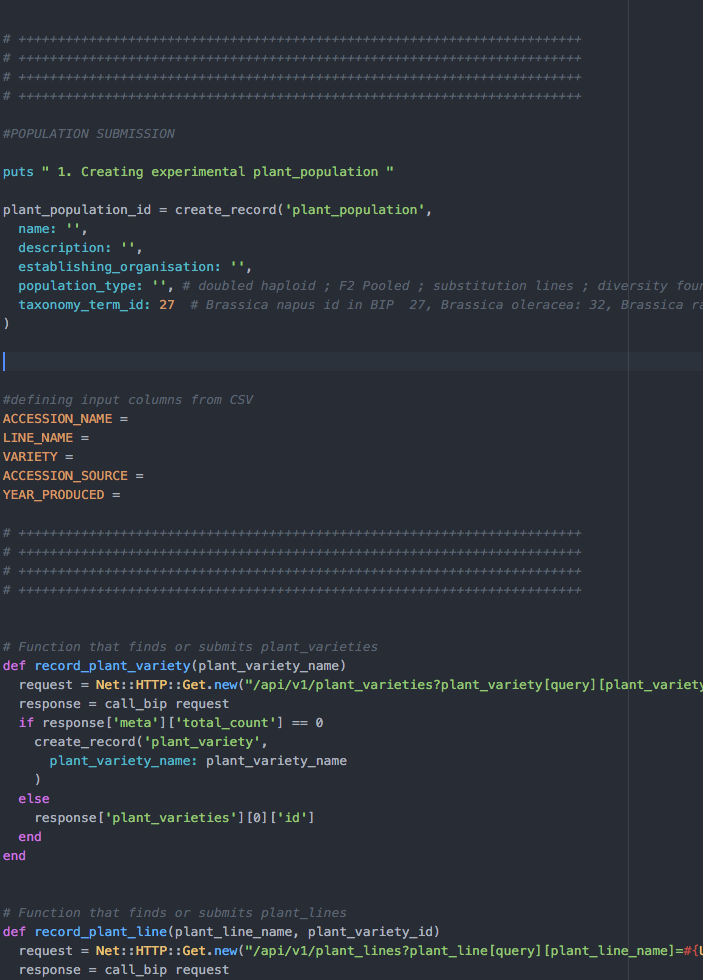 # ++++++++++++++++++++++++++++++++++++++++++++++++++++++++++++++++++++++++
# ++++++++++++++++++++++++++++++++++++++++++++++++++++++++++++++++++++++++
# ++++++++++++++++++++++++++++++++++++++++++++++++++++++++++++++++++++++++
# ++++++++++++++++++++++++++++++++++++++++++++++++++++++++++++++++++++++++
#POPULATION SUBMISSION
puts " 1. Creating experimental plant_population "
plant_population_id = create_record('plant_population',
name: '',
description: '',
establishing_organisation: '',
population_type: '', # doubled haploid ; F2 Pooled ; substitution lines ; diversity
taxonomy_term_id: 27 # Brassica napus id in BIP 27, Brassica oleracea: 32, Brassica
)
#defining input columns from CSV
ACCESSION_NAME =
LINE_NAME =
VARIETY =
ACCESSION_SOURCE =
YEAR_PRODUCED =
# ++++++++++++++++++++++++++++++++++++++++++++++++++++++++++++++++++++++++
# ++++++++++++++++++++++++++++++++++++++++++++++++++++++++++++++++++++++++
# ++++++++++++++++++++++++++++++++++++++++++++++++++++++++++++++++++++++++
# ++++++++++++++++++++++++++++++++++++++++++++++++++++++++++++++++++++++++
# Function that finds or submits plant_varieties
def record_plant_variety(plant_variety_name)
request = Net::HTTP::Get.new("/api/v1/plant_varieties?plant_variety[query][plant_variety
response = call_bip request
if response['meta']['total_count'] == 0
create_record('plant_variety',
plant_variety_name: plant_variety_name
)
else
response['plant_varieties'][0]['id']
end
end
# Function that finds or submits plant_lines
def record_plant_line(plant_line_name, plant_variety_id)
request = Net::HTTP::Get.new("/api/v1/plant_lines?plant_line[query][plant_line_name]=#{
response = call_bip request